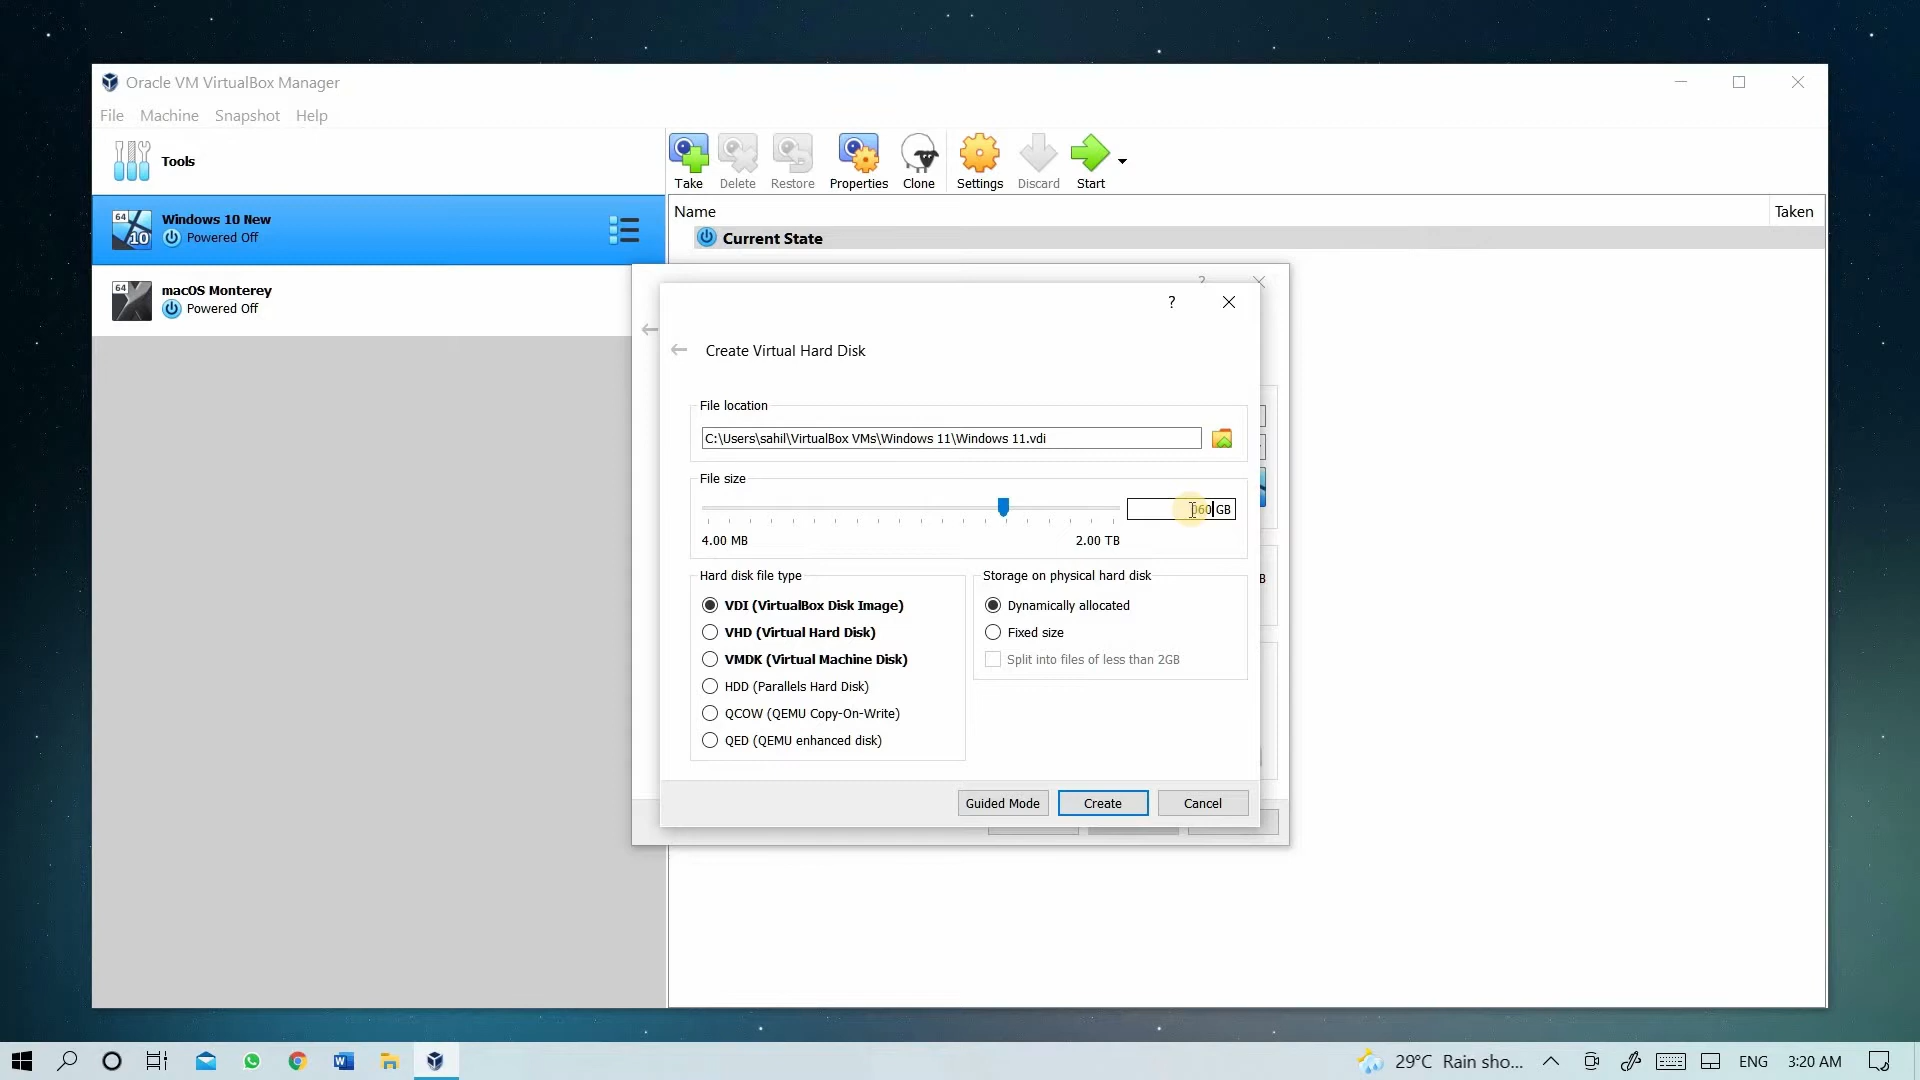 Oracle VM VirtualBox Manager
File Machine Snapshot Help
Tools
Take Delete Restore Properties Clone Settings Discard Start
64
10
Windows 10 New
Powered Off
64
macOS Monterey
Powered Off
Name Taken
Current State
?
?
Create Virtual Hard Disk
File location
C:\Users\sahil\VirtualBox VMs\Windows 11\Windows 11.vdi
File size
060 GB
4.00 MB 2.00 TB
Hard disk file type
VDI (VirtualBox Disk Image)
VHD (Virtual Hard Disk)
VMDK (Virtual Machine Disk)
HDD (Parallels Hard Disk)
QCOW (QEMU Copy-On-Write)
QED (QEMU enhanced disk)
Storage on physical hard disk
Dynamically allocated
Fixed size
Split into files of less than 2GB
B
Guided Mode Create Cancel
29°C Rain sho... ENG 3:20 AM